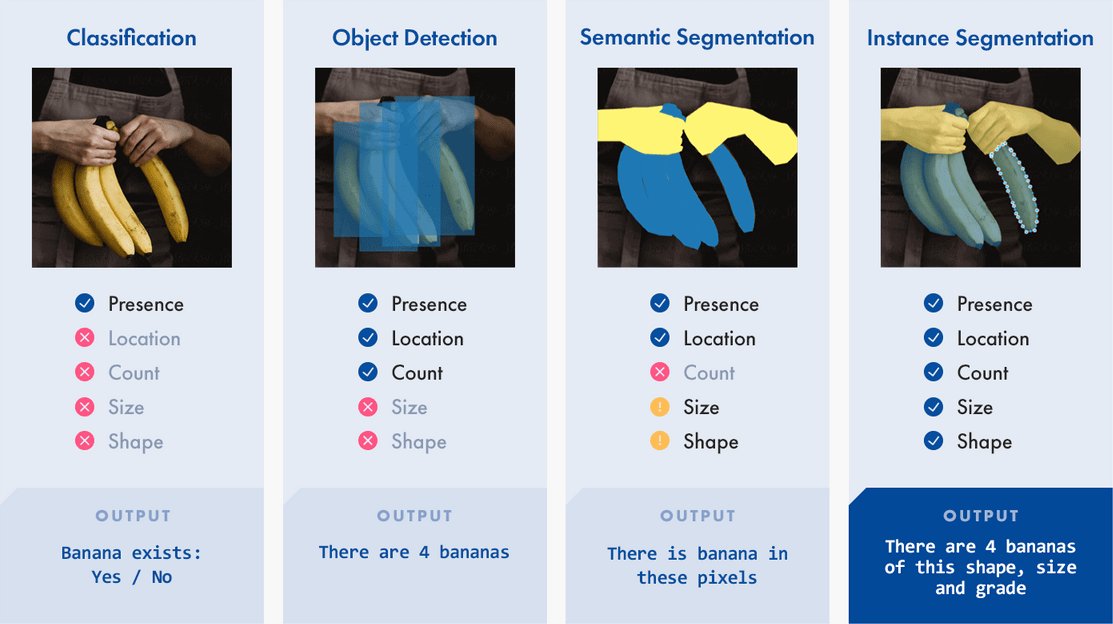 Classification
Presence
Location
Count
Size
Shape
OUTPUT
Banana exists:
Yes / No
Object Detection
Presence
Location
Count
Size
Shape
OUTPUT
There are 4 bananas
Semantic Segmentation
Presence
Location
Count
Size
Shape
OUTPUT
There is banana in
these pixels
Instance Segmentation
Presence
Location
Count
Size
Shape
OUTPUT
There are 4 bananas
of this shape, size
and grade